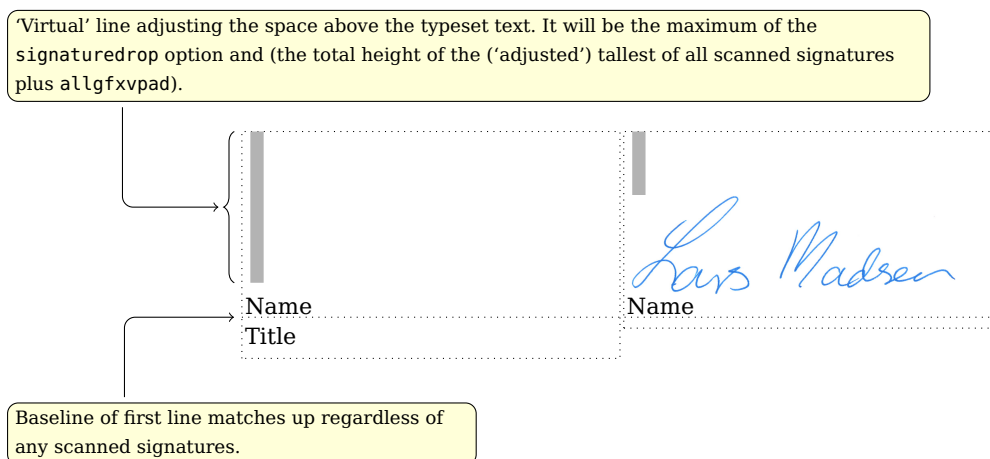 ‘Virtual’ line adjusting the space above the typeset text. It will be the maximum of the
signaturedrop option and (the total height of the (‘adjusted’) tallest of all scanned signatures
plus allgfxvpad).
Lars Madsen
Name
Name
Title
Baseline of first line matches up regardless of
any scanned signatures.